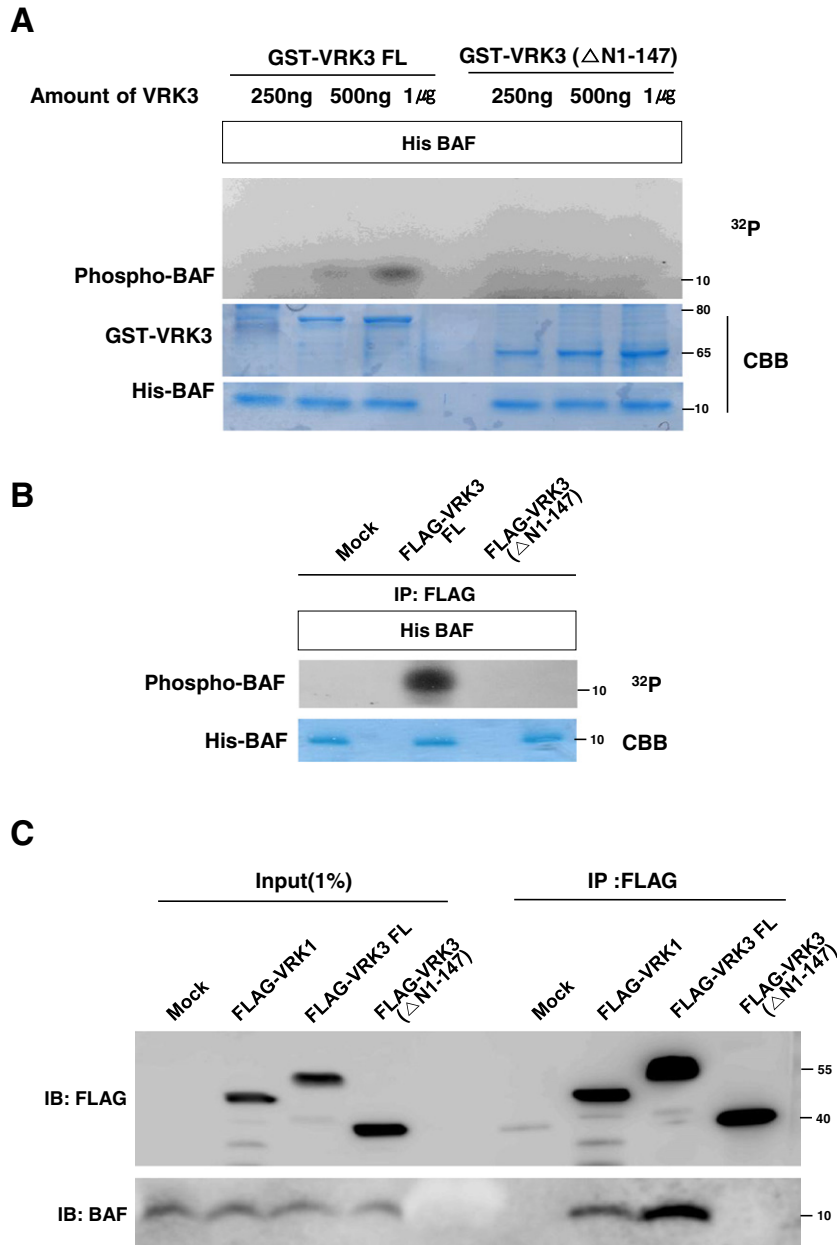 A
GST-VRK3 FL GST-VRK3 (△N1-147)
Amount of VRK3 250ng 500ng 1㎍ 250ng 500ng 1㎍
His BAF
32P
Phospho-BAF 10
80
GST-VRK3
65
CBB
His-BAF
10
B
Mock FLAG-VRK3 FL FLAG-VRK3 (△N1-147)
IP: FLAG
His BAF
Phospho-BAF 10 32P
His-BAF 10 CBB
C
Input(1%) IP :FLAG
Mock FLAG-VRK1 FLAG-VRK3 FL FLAG-VRK3 (△N1-147) Mock FLAG-VRK1 FLAG-VRK3 FL FLAG-VRK3 (△N1-147)
55
IB: FLAG
40
IB: BAF 10